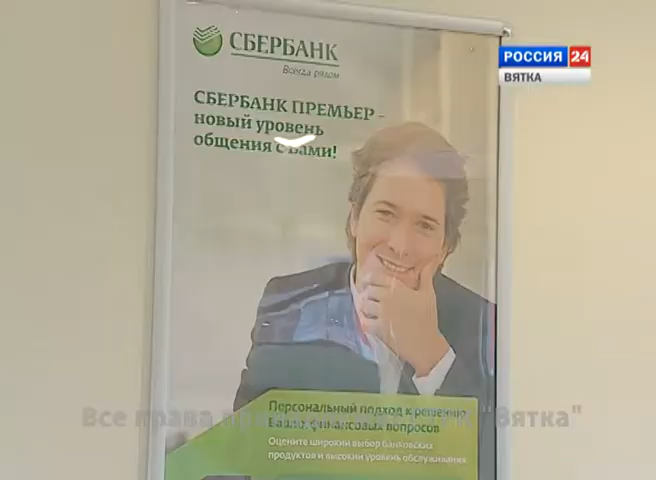 СБЕРБАНК
Всегда рядом
РОССИЯ 24
ВЯТКА
СБЕРБАНК ПРЕМЬЕР –
новый уровень
общения с Вами!
Персональный подход к решению
Ваших финансовых вопросов
Оцените широкий выбор банковских
продуктов и высокий уровень обслуживания
Все права "Вятка"